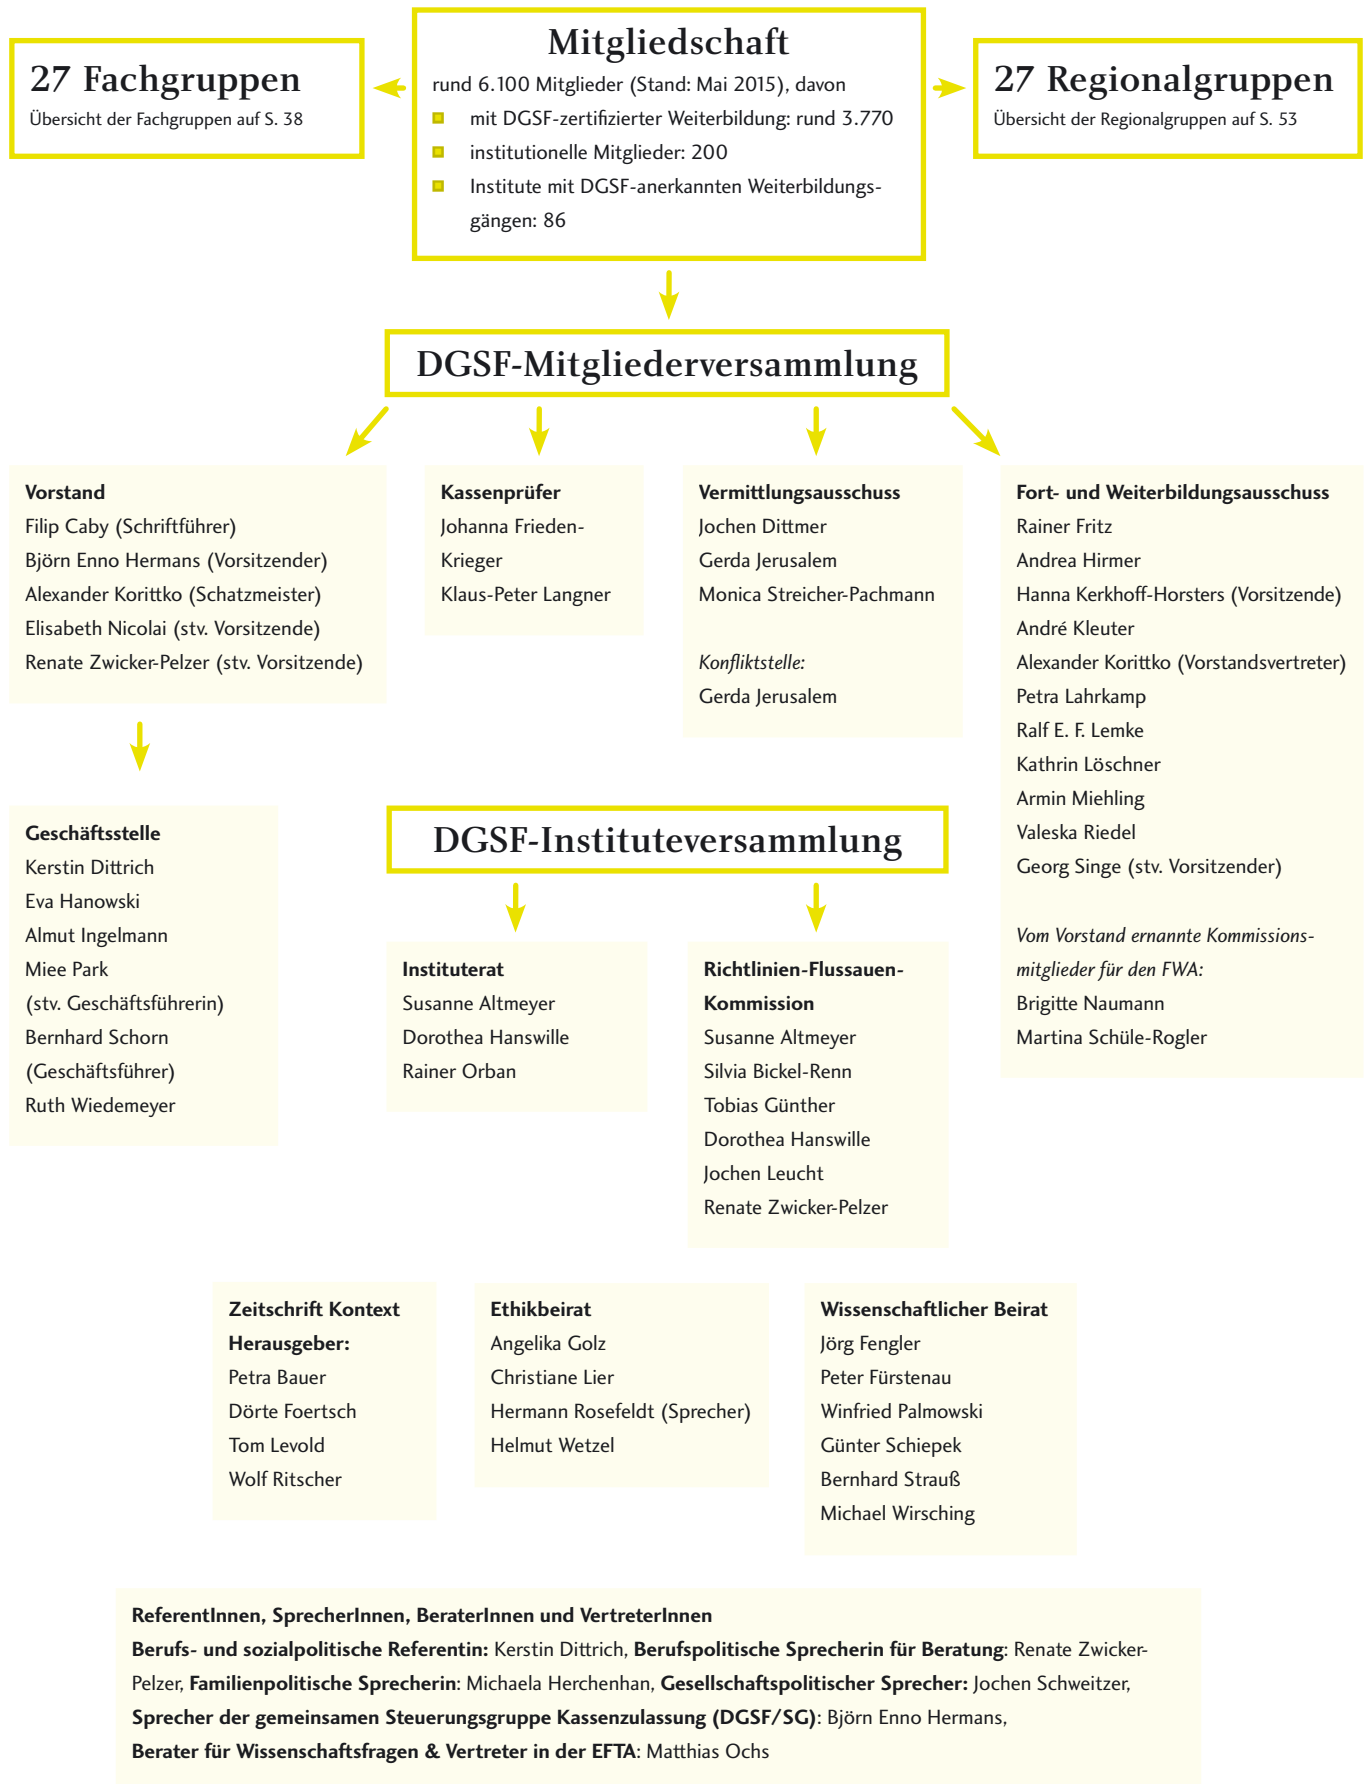 27 Fachgruppen
Übersicht der Fachgruppen auf S. 38
Mitgliedschaft
rund 6.100 Mitglieder (Stand: Mai 2015), davon
mit DGSF-zertifizierter Weiterbildung: rund 3.770
institutionelle Mitglieder: 200
Institute mit DGSF-anerkannten Weiterbildungs-
gängen: 86
27 Regionalgruppen
Übersicht der Regionalgruppen auf S. 53
DGSF-Mitgliederversammlung
Vorstand
Filip Caby (Schriftführer)
Björn Enno Hermans (Vorsitzender)
Alexander Korittko (Schatzmeister)
Elisabeth Nicolai (stv. Vorsitzende)
Renate Zwicker-Pelzer (stv. Vorsitzende)
Kassenprüfer
Johanna Frieden-
Krieger
Klaus-Peter Langner
Vermittlungsausschuss
Jochen Dittmer
Gerda Jerusalem
Monica Streicher-Pachmann
Konfliktstelle:
Gerda Jerusalem
Fort- und Weiterbildungsausschuss
Rainer Fritz
Andrea Hirmer
Hanna Kerkhoff-Horsters (Vorsitzende)
André Kleuter
Alexander Korittko (Vorstandsvertreter)
Petra Lahrkamp
Ralf E. F. Lemke
Kathrin Löschner
Armin Miehling
Valeska Riedel
Georg Singe (stv. Vorsitzender)
Vom Vorstand ernannte Kommissions-
mitglieder für den FWA:
Brigitte Naumann
Martina Schüle-Rogler
Geschäftsstelle
Kerstin Dittrich
Eva Hanowski
Almut Ingelmann
Miee Park
(stv. Geschäftsführerin)
Bernhard Schorn
(Geschäftsführer)
Ruth Wiedemeyer
DGSF-Instituteversammlung
Instituterat
Susanne Altmeyer
Dorothea Hanswille
Rainer Orban
Richtlinien-Flussauen-
Kommission
Susanne Altmeyer
Silvia Bickel-Renn
Tobias Günther
Dorothea Hanswille
Jochen Leucht
Renate Zwicker-Pelzer
Zeitschrift Kontext
Herausgeber:
Petra Bauer
Dörte Foertsch
Tom Levold
Wolf Ritscher
Ethikbeirat
Angelika Golz
Christiane Lier
Hermann Rosefeldt (Sprecher)
Helmut Wetzel
Wissenschaftlicher Beirat
Jörg Fengler
Peter Fürstenau
Winfried Palmowski
Günter Schiepek
Bernhard Strauß
Michael Wirsching
ReferentInnen, SprecherInnen, BeraterInnen und VertreterInnen
Berufs- und sozialpolitische Referentin: Kerstin Dittrich, Berufspolitische Sprecherin für Beratung: Renate Zwicker-
Pelzer, Familienpolitische Sprecherin: Michaela Herchenhan, Gesellschaftspolitischer Sprecher: Jochen Schweitzer,
Sprecher der gemeinsamen Steuerungsgruppe Kassenzulassung (DGSF/SG): Björn Enno Hermans,
Berater für Wissenschaftsfragen & Vertreter in der EFTA: Matthias Ochs